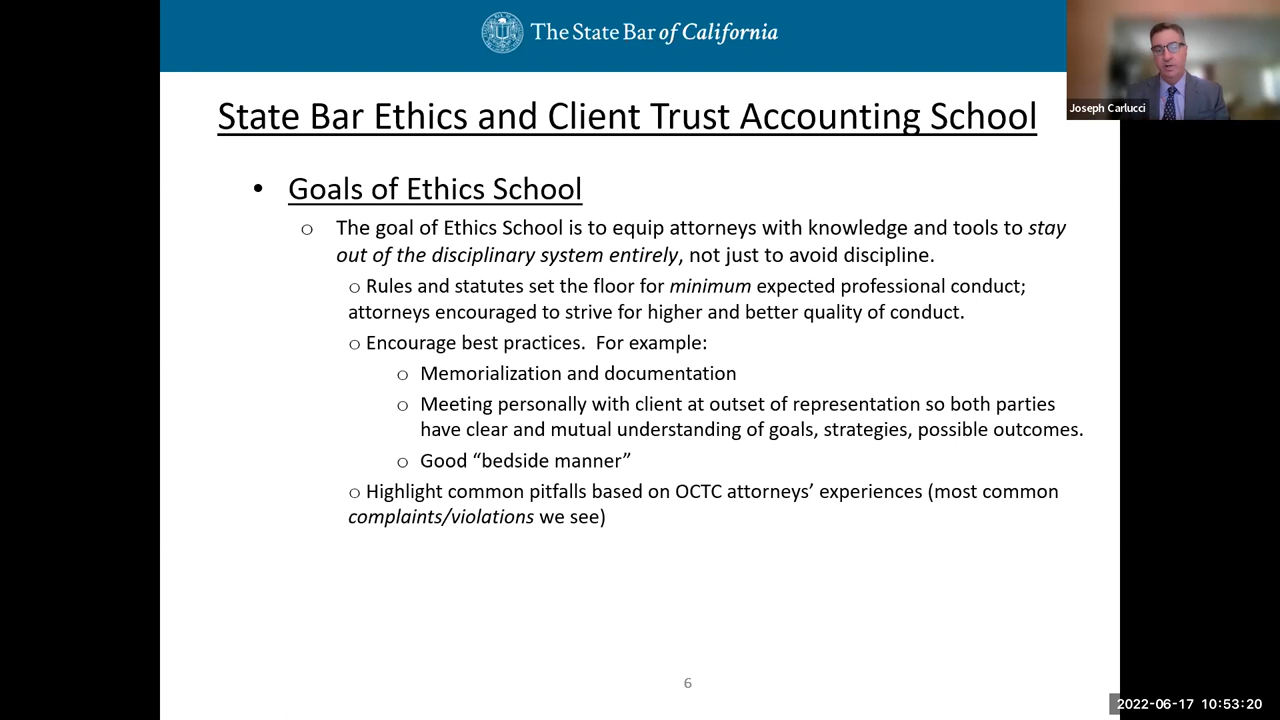 The State Bar of California
Joseph Carlucci
State Bar Ethics and Client Trust Accounting School
• Goals of Ethics School
○ The goal of Ethics School is to equip attorneys with knowledge and tools to stay
out of the disciplinary system entirely, not just to avoid discipline.
○ Rules and statutes set the floor for minimum expected professional conduct;
attorneys encouraged to strive for higher and better quality of conduct.
○ Encourage best practices.  For example:
○ Memorialization and documentation
○ Meeting personally with client at outset of representation so both parties
have clear and mutual understanding of goals, strategies, possible outcomes.
○ Good “bedside manner”
○ Highlight common pitfalls based on OCTC attorneys’ experiences (most common
complaints/violations we see)
6
2022-06-17 10:53:20